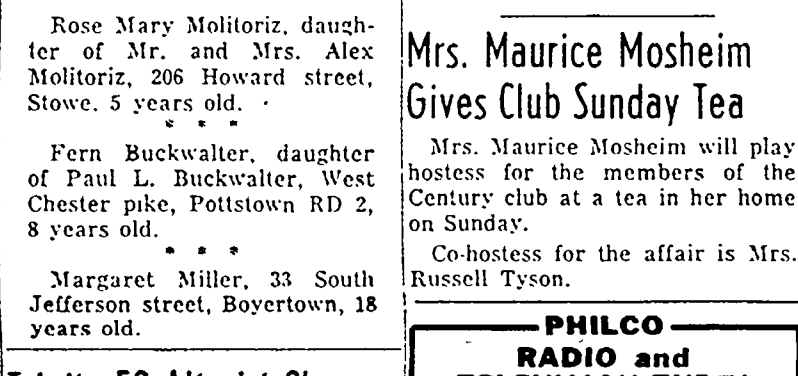 Rose Mary Molitoriz, daugh-
ter of Mr. and Mrs. Alex
Molitoriz, 206 Howard street,
Stowe. 5 years old.
* * *
Fern Buckwalter, daughter
of Paul L. Buckwalter, West
Chester pike, Pottstown RD 2,
8 years old.
* * *
Margaret Miller, 33 South
Jefferson street, Boyertown, 18
years old.
Mrs. Maurice Mosheim
Gives Club Sunday Tea
Mrs. Maurice Mosheim will play
hostess for the members of the
Century club at a tea in her home
on Sunday.
Co-hostess for the affair is Mrs.
Russell Tyson.
PHILCO
RADIO and